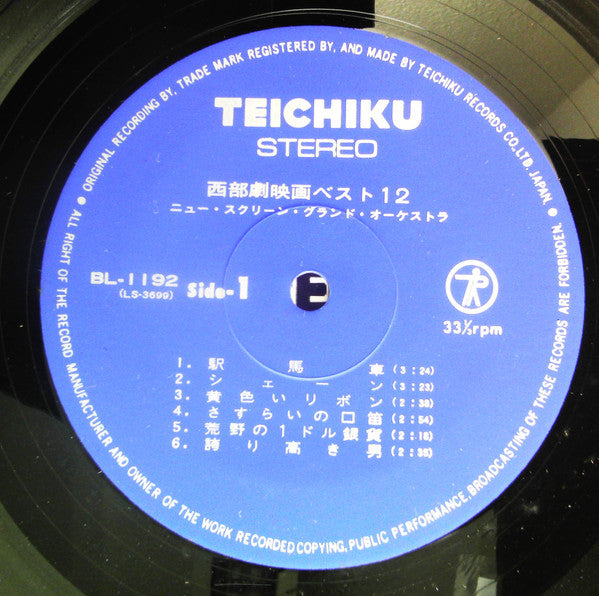 ● ORIGINAL RECORDING BY, TRADE MARK REGISTERED BY, AND MADE BY TEICHIKU RECORDS CO., LTD. JAPAN. ●
TEICHIKU
STEREO
西部劇映画ベスト12
ニュー・スクリーン・グランド・オーケストラ
BL-1192
(LS-3699)
Side-1
33⅓rpm
1. 駅馬車 (3:24)
2. シェーン (3:23)
3. 黄色いリボン (2:38)
4. さすらいの口笛 (2:54)
5. 荒野の1ドル銀貨 (2:16)
6. 誇り高き男 (2:36)
● ALL RIGHT OF THE RECORD MANUFACTURER AND OWNER OF THE WORK RECORDED COPYING, PUBLIC PERFORMANCE, BROADCASTING OF THESE RECORDS ARE FORBIDDEN.